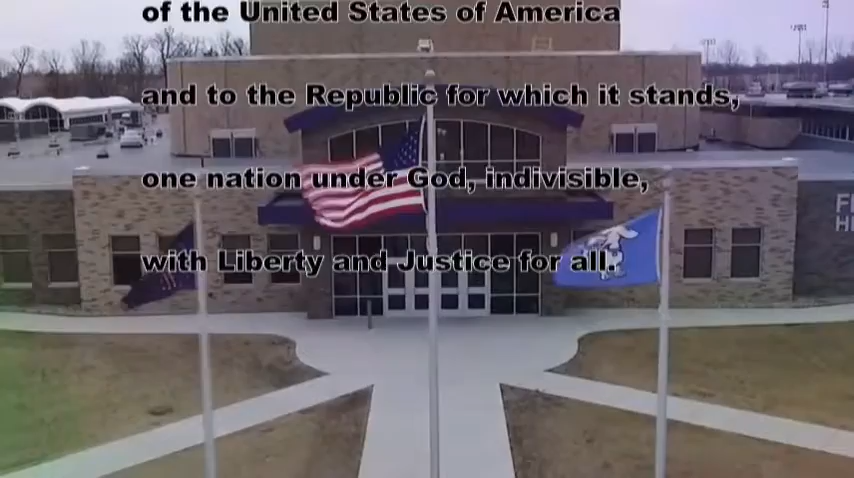 of the United States of America
and to the Republic for which it stands,
one nation under God, indivisible,
with Liberty and Justice for all.